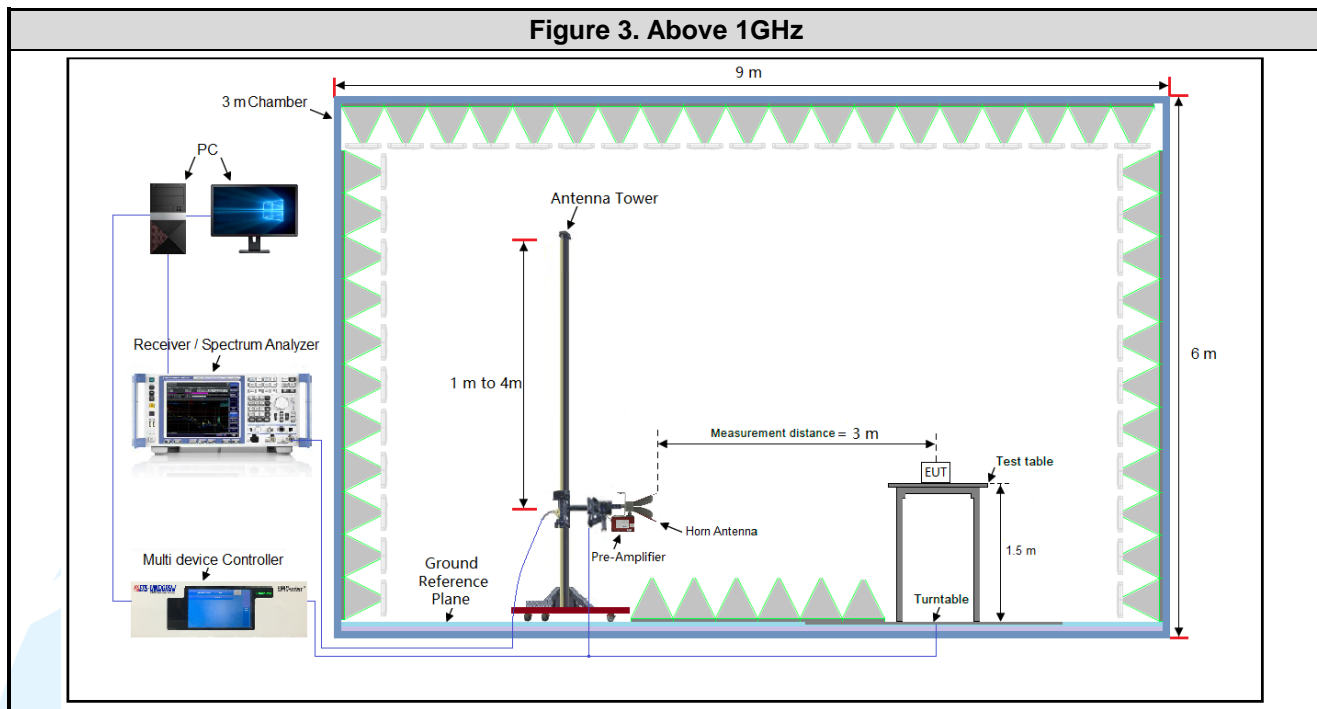 Figure 3. Above 1GHz
9 m
3 m Chamber
PC
Antenna Tower
Receiver / Spectrum Analyzer
1 m to 4m
6 m
Measurement distance = 3 m
EUT
Test table
Horn Antenna
Pre-Amplifier
1.5 m
Multi device Controller
Ground
Reference
Plane
Turntable